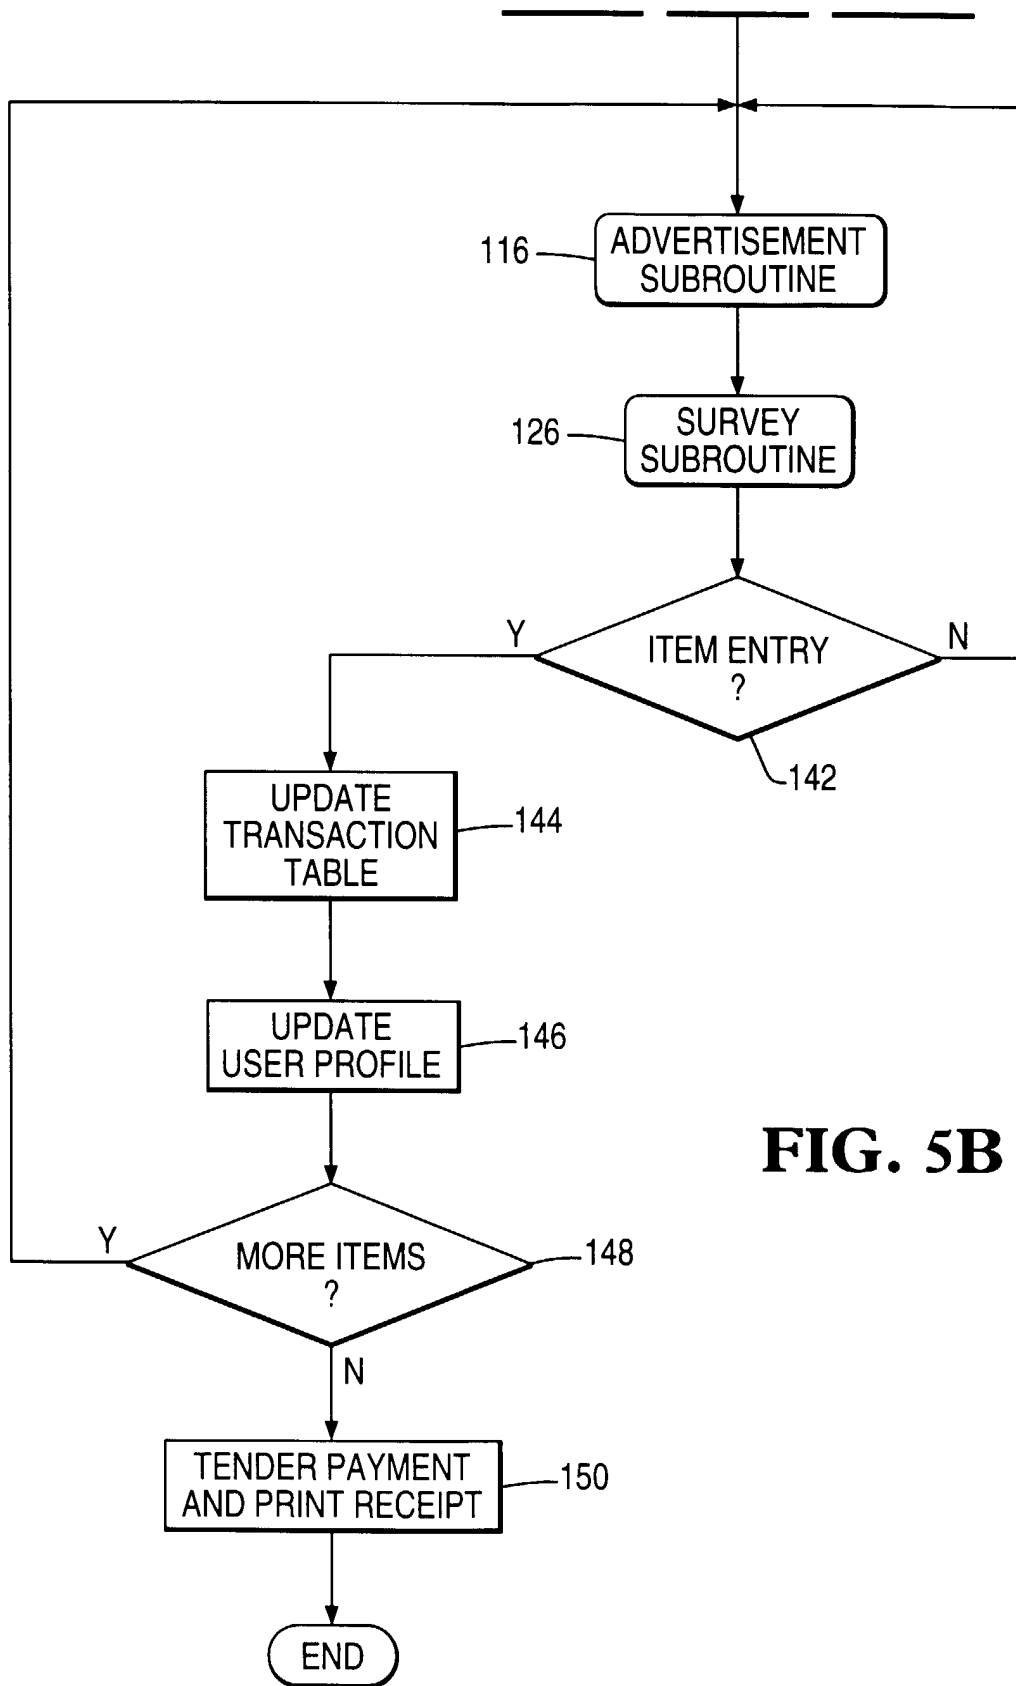 116
ADVERTISEMENT
SUBROUTINE
126
SURVEY
SUBROUTINE
Y
ITEM ENTRY
?
N
142
UPDATE
TRANSACTION
TABLE
144
UPDATE
USER PROFILE
146
FIG. 5B
Y
MORE ITEMS
?
148
N
TENDER PAYMENT
AND PRINT RECEIPT
150
END